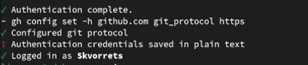 ✓ Authentication complete.
- gh config set -h github.com git_protocol https
✓ Configured git protocol
! Authentication credentials saved in plain text
✓ Logged in as Skvorrets